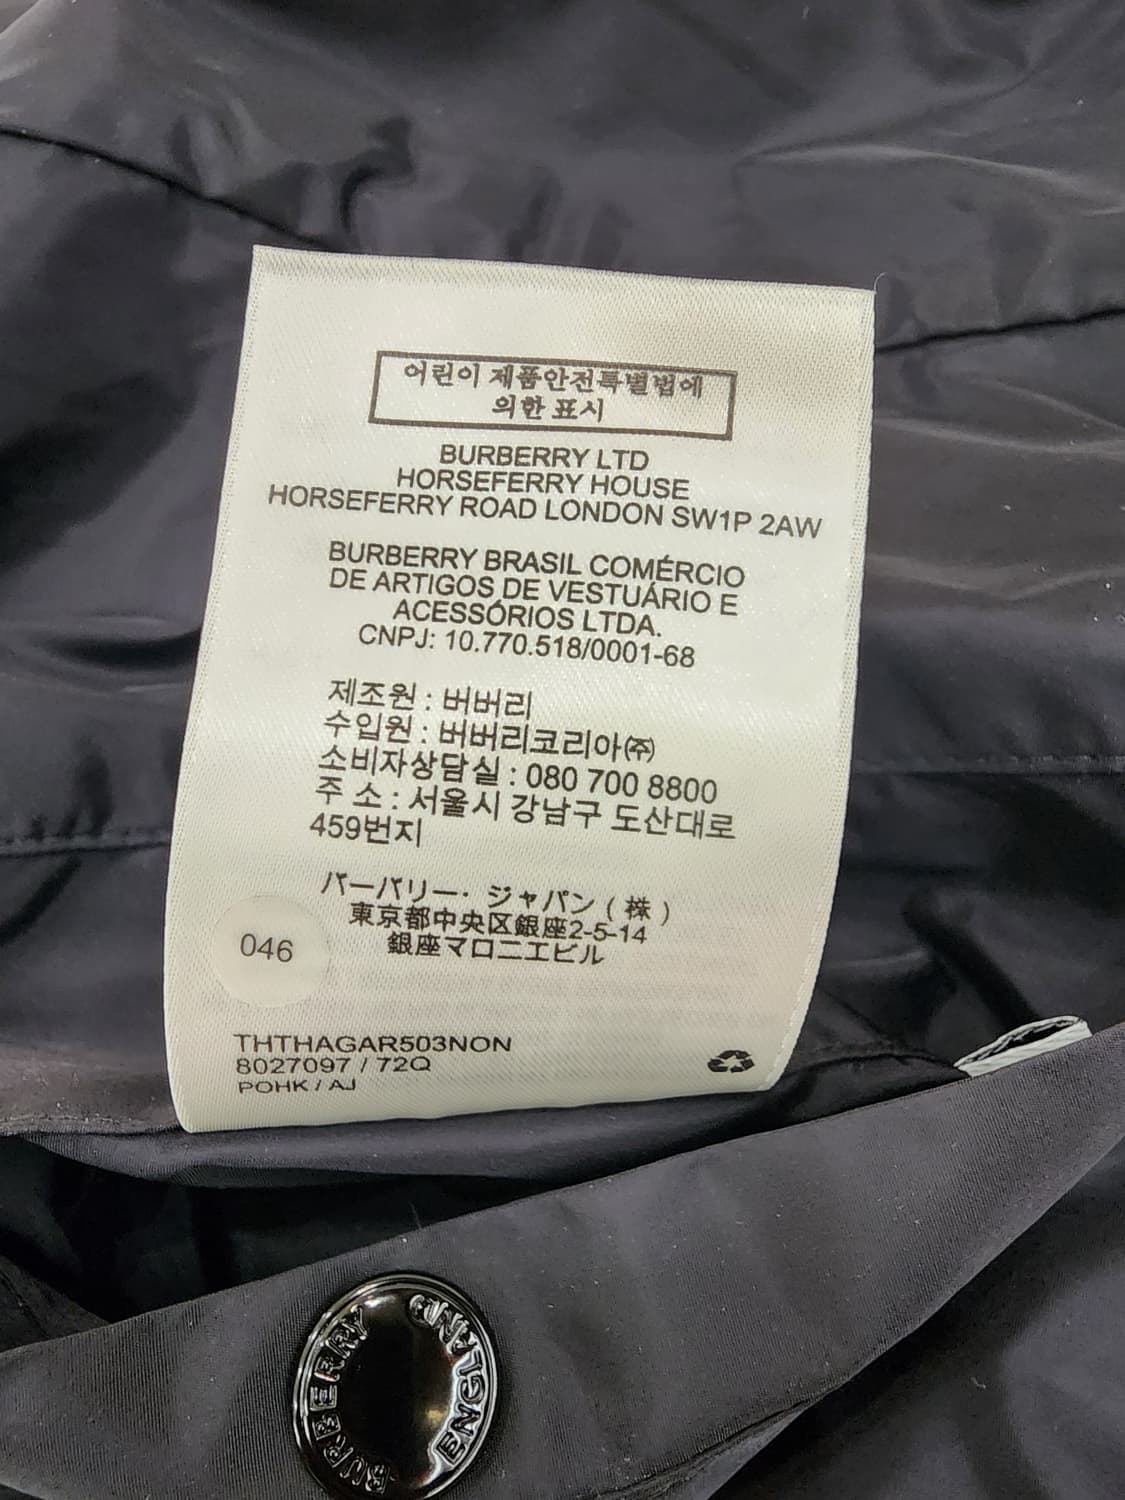 어린이 제품안전특별법에
의한 표시
BURBERRY LTD
HORSEFERRY HOUSE
HORSEFERRY ROAD LONDON SW1P 2AW
BURBERRY BRASIL COMÉRCIO
DE ARTIGOS DE VESTUÁRIO E
ACESSÓRIOS LTDA.
CNPJ: 10.770.518/0001-68
제조원 : 버버리
수입원 : 버버리코리아㈜
소비자상담실 : 080 700 8800
주 소 : 서울시 강남구 도산대로
459번지
バーバリー・ジャパン ( 株 )
東京都中央区銀座2-5-14
銀座マロニエビル
046
THTHAGAR503NON
8027097 / 72Q
POHK / AJ
BURBERRY ENGLAND